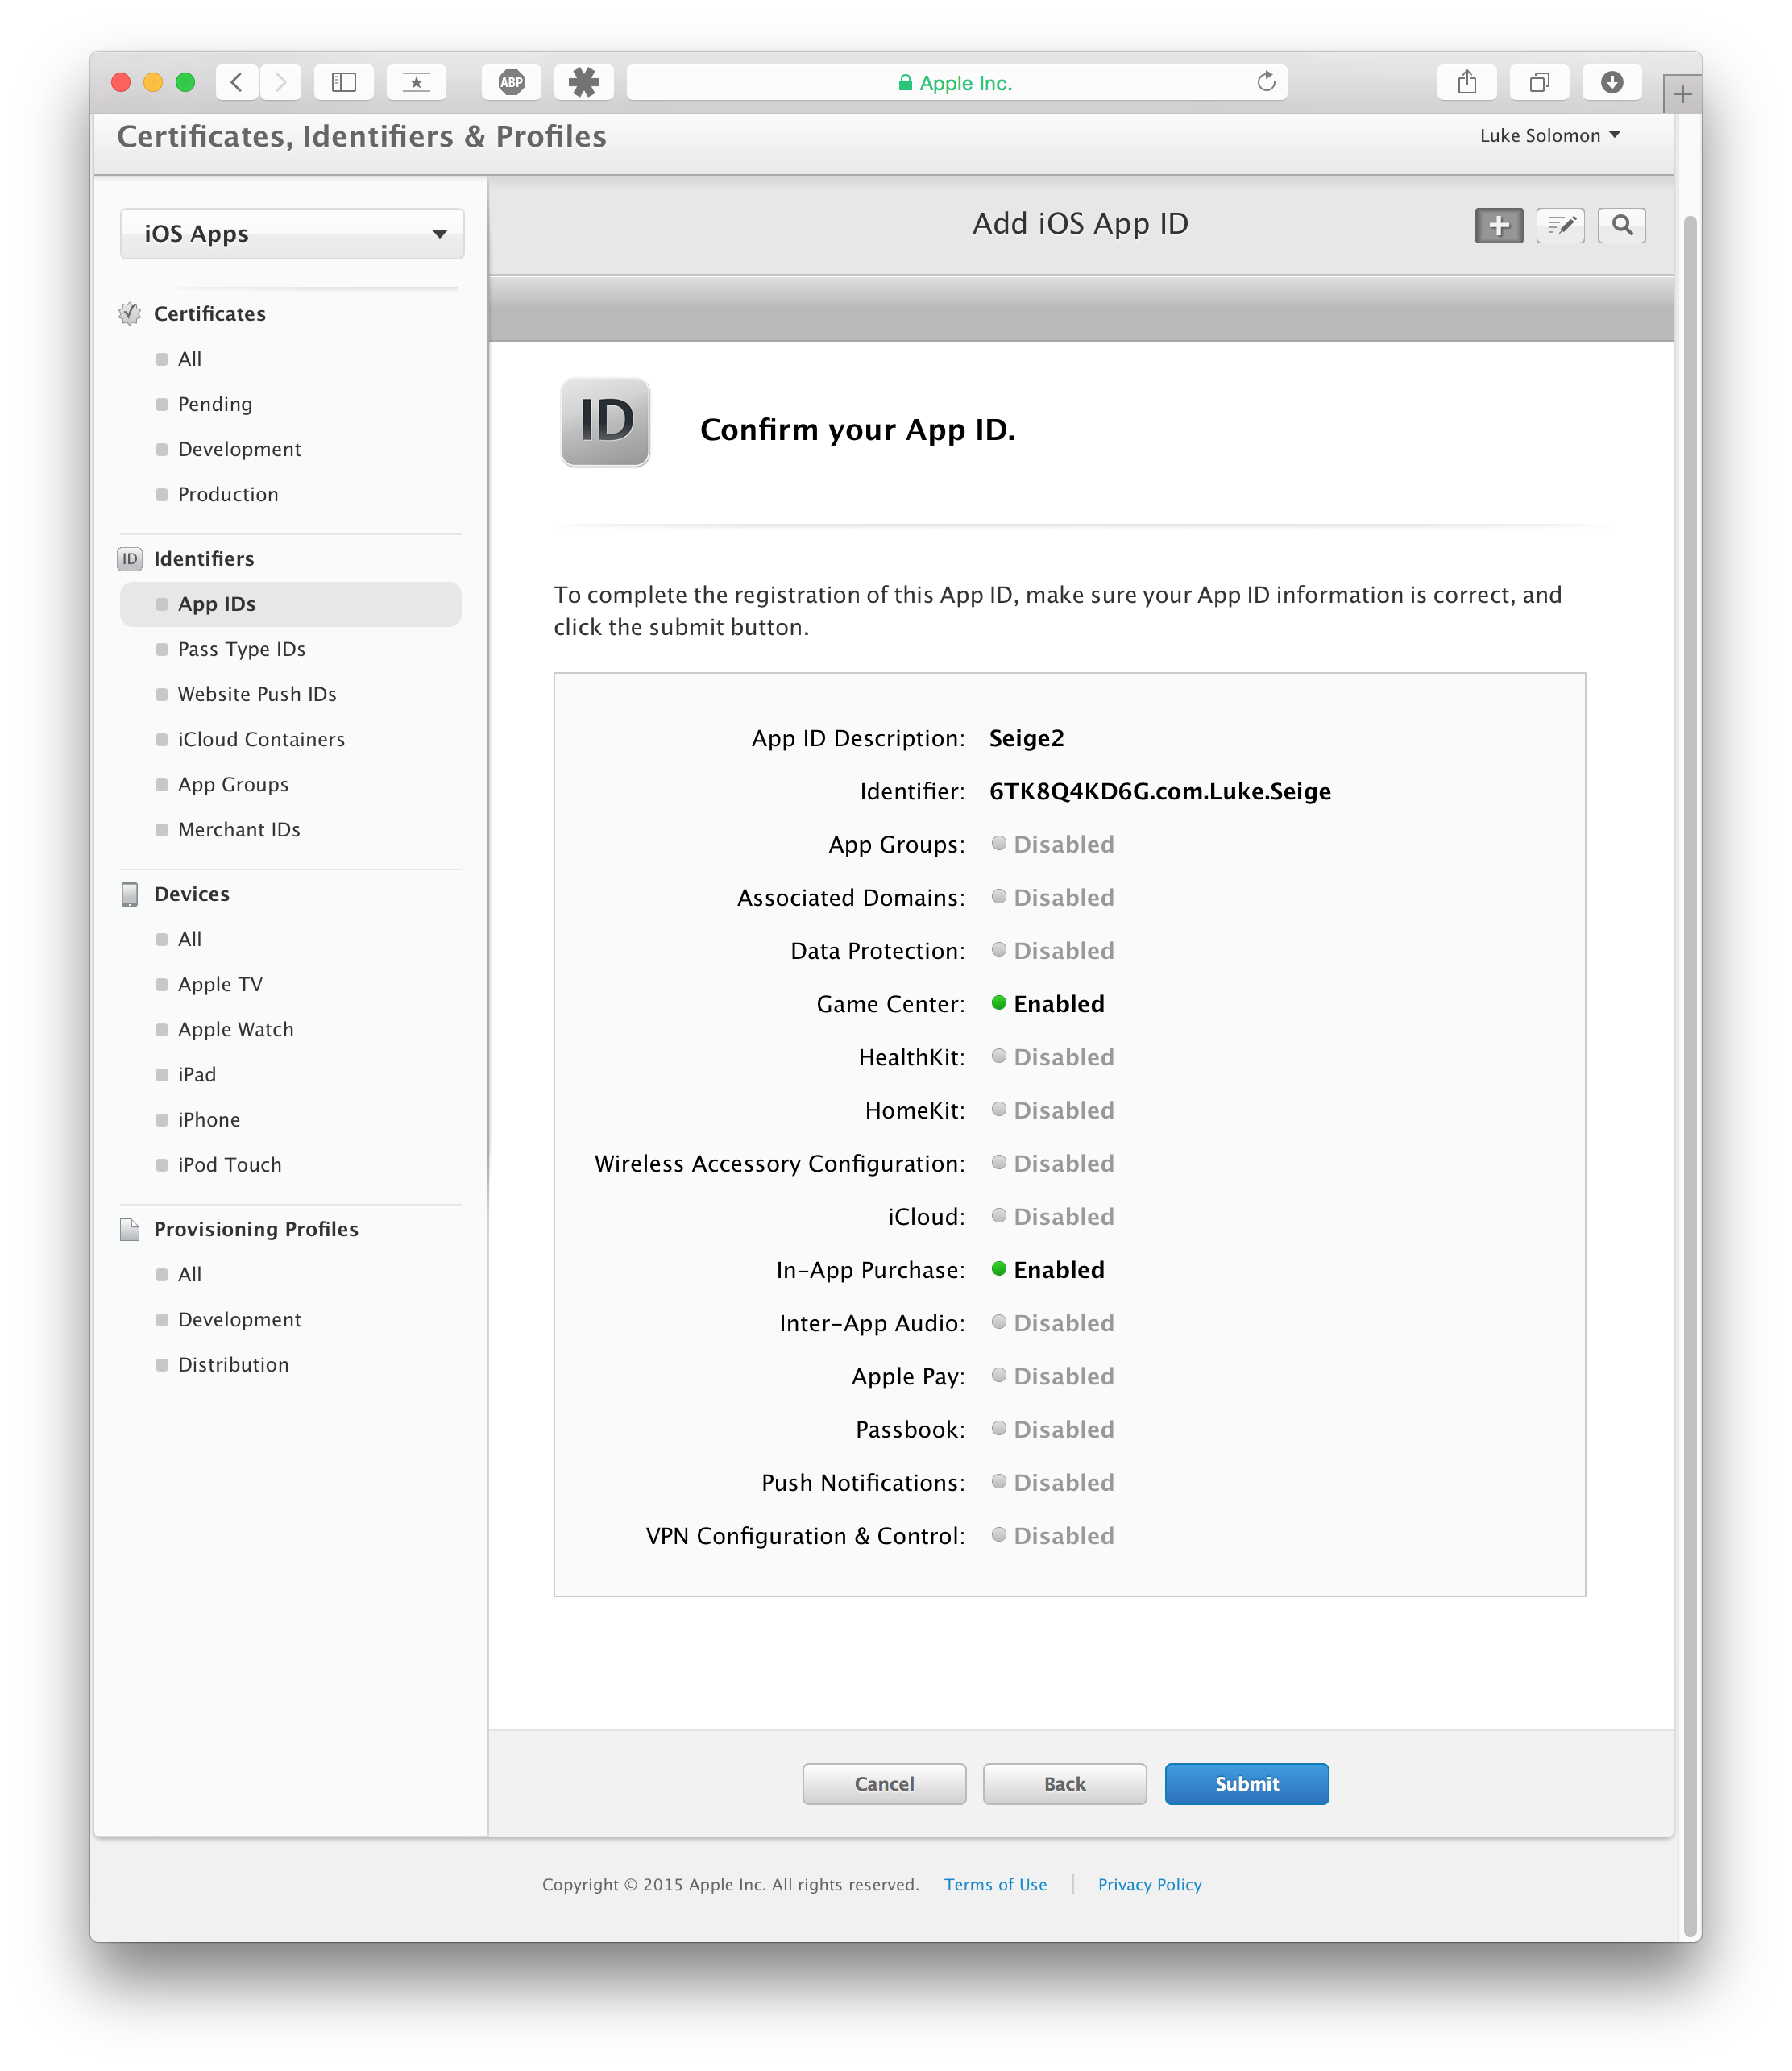 ABP
Apple Inc.
Certificates, Identifiers & Profiles
Luke Solomon
iOS Apps
Add iOS App ID
Certificates
All
Pending
Development
Production
ID Identifiers
App IDs
Pass Type IDs
Website Push IDs
iCloud Containers
App Groups
Merchant IDs
Devices
All
Apple TV
Apple Watch
iPad
iPhone
iPod Touch
Provisioning Profiles
All
Development
Distribution
ID
Confirm your App ID.
To complete the registration of this App ID, make sure your App ID information is correct, and
click the submit button.
App ID Description: Seige2
Identifier: 6TK8Q4KD6G.com.Luke.Seige
App Groups: Disabled
Associated Domains: Disabled
Data Protection: Disabled
Game Center: Enabled
HealthKit: Disabled
HomeKit: Disabled
Wireless Accessory Configuration: Disabled
iCloud: Disabled
In-App Purchase: Enabled
Inter-App Audio: Disabled
Apple Pay: Disabled
Passbook: Disabled
Push Notifications: Disabled
VPN Configuration & Control: Disabled
Cancel
Back
Submit
Copyright © 2015 Apple Inc. All rights reserved. Terms of Use Privacy Policy